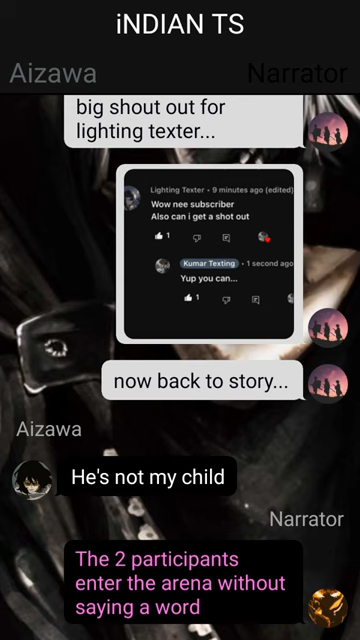 iNDIAN TS
Aizawa
Narrator
big shout out for
lighting texter...
Lighting Texter • 9 minutes ago (edited)
Wow nee subscriber
Also can i get a shot out
1
Kumar Texting • 1 second ago
Yup you can...
1
now back to story...
Aizawa
He's not my child
Narrator
The 2 participants
enter the arena without
saying a word